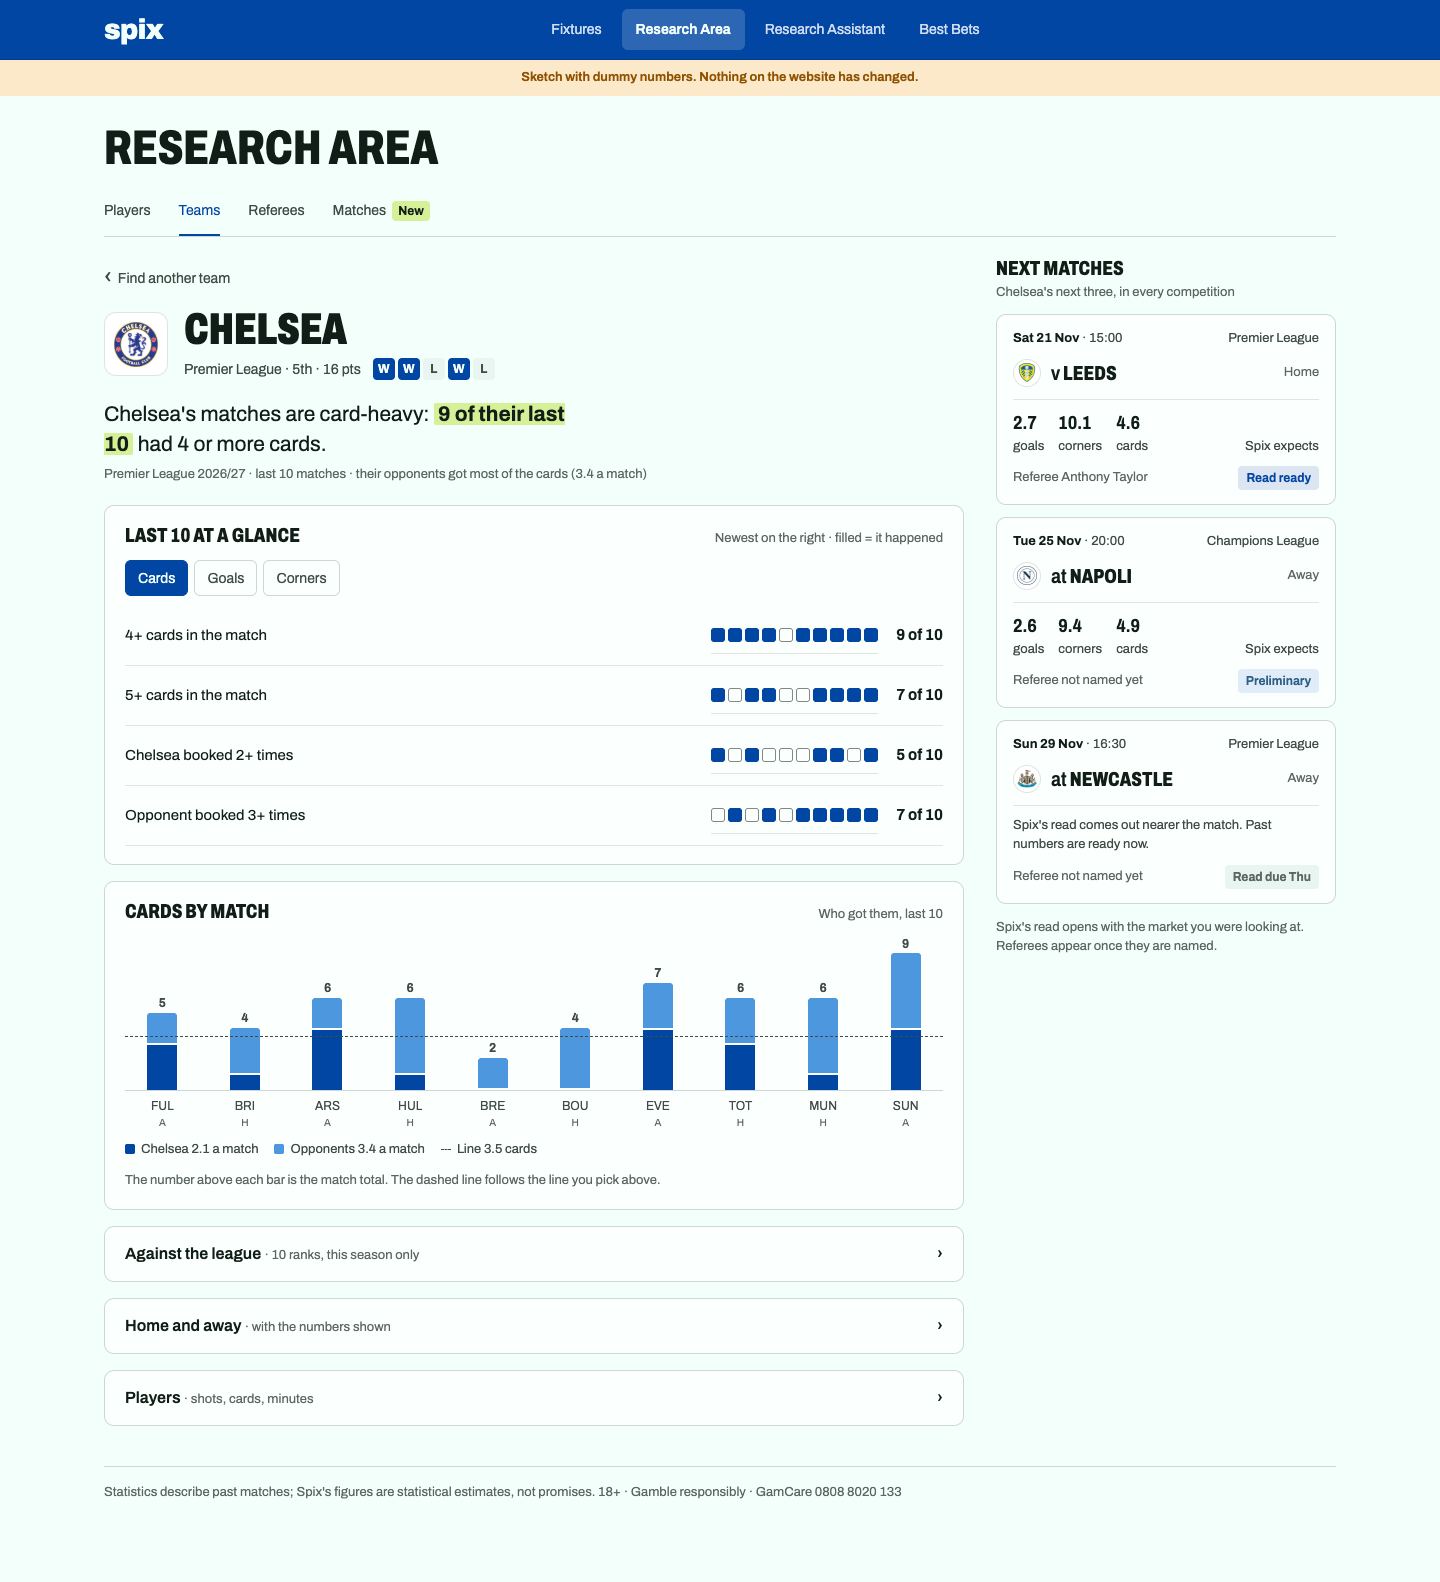 spix
Fixtures
Research Area
Research Assistant
Best Bets
Sketch with dummy numbers. Nothing on the website has changed.
RESEARCH AREA
Players
Teams
Referees
Matches New
‹ Find another team
CHELSEA
Premier League · 5th · 16 pts W W L W L
Chelsea's matches are card-heavy: 9 of their last
10 had 4 or more cards.
Premier League 2026/27 · last 10 matches · their opponents got most of the cards (3.4 a match)
LAST 10 AT A GLANCE
Newest on the right · filled = it happened
Cards
Goals
Corners
4+ cards in the match 9 of 10
5+ cards in the match 7 of 10
Chelsea booked 2+ times 5 of 10
Opponent booked 3+ times 7 of 10
CARDS BY MATCH
Who got them, last 10
5 4 6 6 2 4 7 6 6 9
FUL BRI ARS HUL BRE BOU EVE TOT MUN SUN
A H A H A H A H H A
Chelsea 2.1 a match Opponents 3.4 a match --- Line 3.5 cards
The number above each bar is the match total. The dashed line follows the line you pick above.
Against the league · 10 ranks, this season only ›
Home and away · with the numbers shown ›
Players · shots, cards, minutes ›
NEXT MATCHES
Chelsea's next three, in every competition
Sat 21 Nov · 15:00 Premier League
v LEEDS Home
2.7 10.1 4.6
goals corners cards Spix expects
Referee Anthony Taylor Read ready
Tue 25 Nov · 20:00 Champions League
N at NAPOLI Away
2.6 9.4 4.9
goals corners cards Spix expects
Referee not named yet Preliminary
Sun 29 Nov · 16:30 Premier League
at NEWCASTLE Away
Spix's read comes out nearer the match. Past
numbers are ready now.
Referee not named yet Read due Thu
Spix's read opens with the market you were looking at.
Referees appear once they are named.
Statistics describe past matches; Spix's figures are statistical estimates, not promises. 18+ · Gamble responsibly · GamCare 0808 8020 133